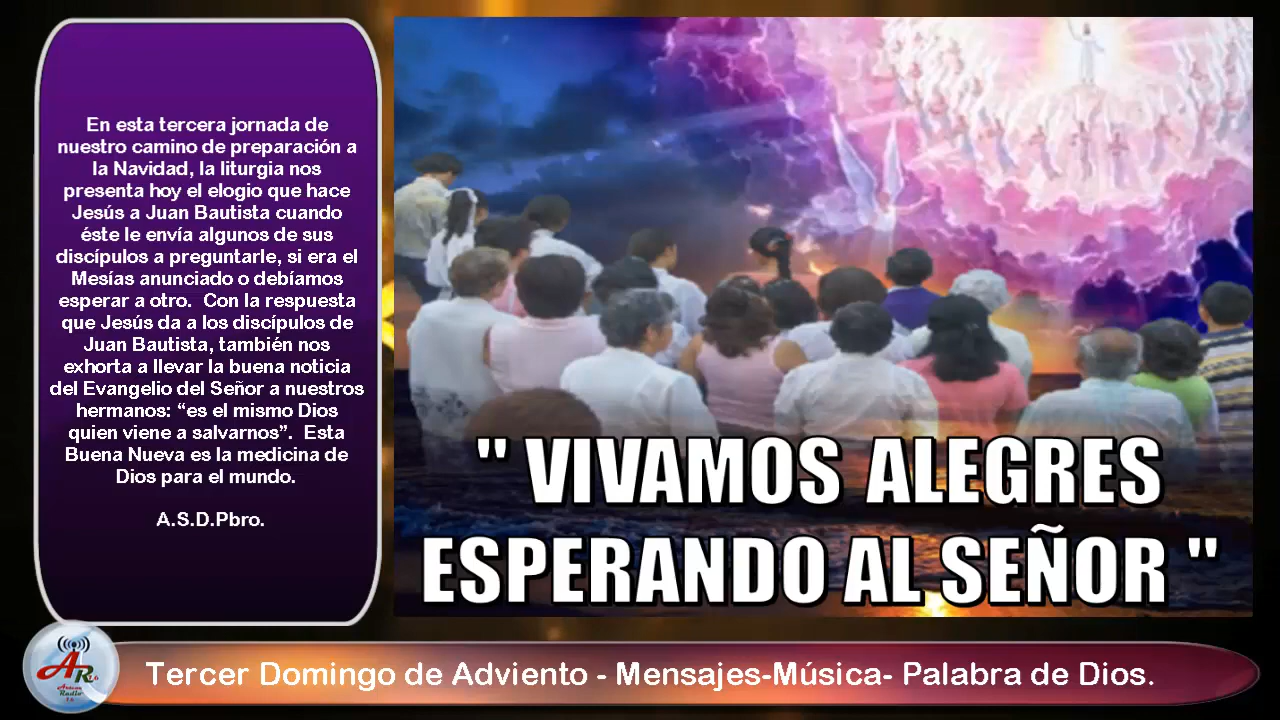 En esta tercera jornada de
nuestro camino de preparación a
la Navidad, la liturgia nos
presenta hoy el elogio que hace
Jesús a Juan Bautista cuando
éste le envía algunos de sus
discípulos a preguntarle, si era el
Mesías anunciado o debíamos
esperar a otro.  Con la respuesta
que Jesús da a los discípulos de
Juan Bautista, también nos
exhorta a llevar la buena noticia
del Evangelio del Señor a nuestros
hermanos: “es el mismo Dios
quien viene a salvarnos”.  Esta
Buena Nueva es la medicina de
Dios para el mundo.
A.S.D.Pbro.
" VIVAMOS ALEGRES
ESPERANDO AL SEÑOR "
AR
Radio
Tercer Domingo de Adviento - Mensajes-Música- Palabra de Dios.